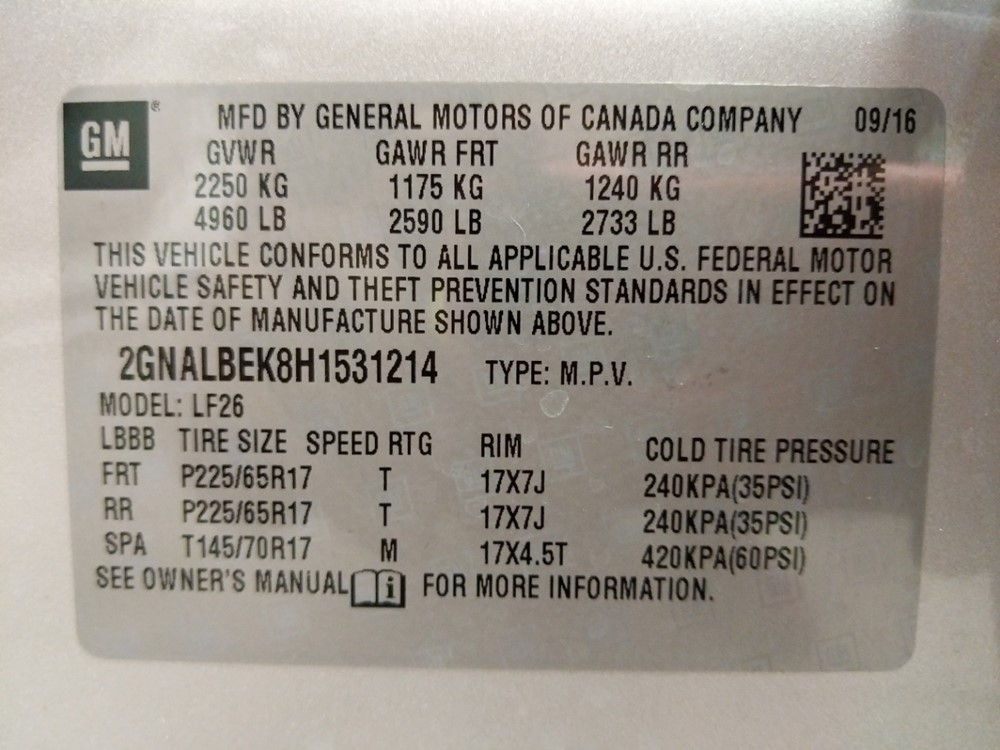 GM ® MFD BY GENERAL MOTORS OF CANADA COMPANY 09/16
GVWR GAWR FRT GAWR RR
2250 KG 1175 KG 1240 KG
4960 LB 2590 LB 2733 LB
THIS VEHICLE CONFORMS TO ALL APPLICABLE U.S. FEDERAL MOTOR
VEHICLE SAFETY AND THEFT PREVENTION STANDARDS IN EFFECT ON
THE DATE OF MANUFACTURE SHOWN ABOVE.
2GNALBEK8H1531214 TYPE: M.P.V.
MODEL: LF26
LBBB TIRE SIZE SPEED RTG RIM COLD TIRE PRESSURE
FRT P225/65R17 T 17X7J 240KPA(35PSI)
RR P225/65R17 T 17X7J 240KPA(35PSI)
SPA T145/70R17 M 17X4.5T 420KPA(60PSI)
SEE OWNER'S MANUAL i FOR MORE INFORMATION.